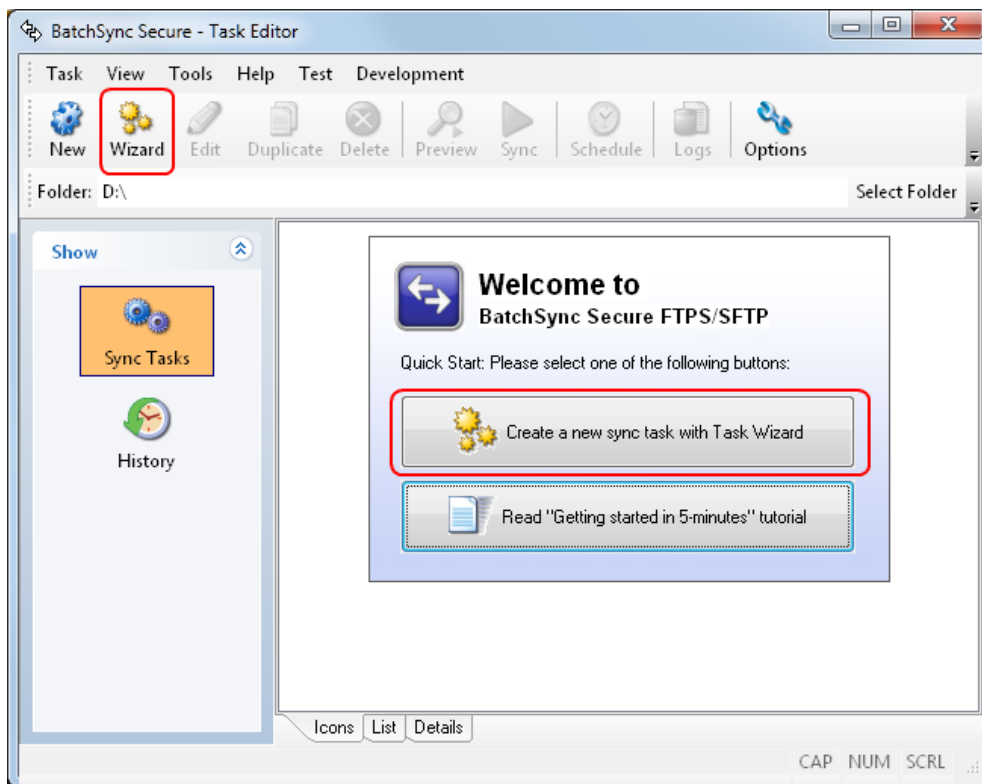 BatchSync Secure - Task Editor
Task View Tools Help Test Development
New Wizard Edit Duplicate Delete Preview Sync Schedule Logs Options
Folder: D:\ Select Folder
Show
Sync Tasks
History
Welcome to
BatchSync Secure FTPS/SFTP
Quick Start: Please select one of the following buttons:
Create a new sync task with Task Wizard
Read "Getting started in 5-minutes" tutorial
Icons List Details
CAP NUM SCRL